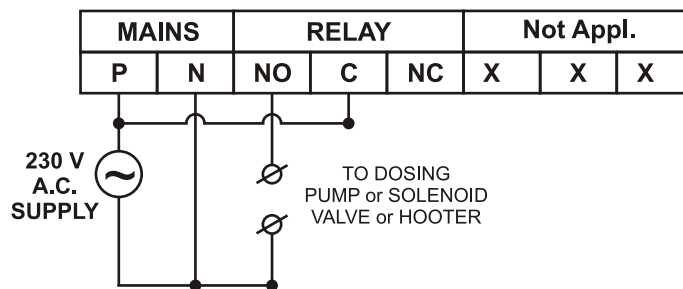 MAINS RELAY Not Appl.
P N NO C NC X X X
230 V
A.C.
SUPPLY
TO DOSING
PUMP or SOLENOID
VALVE or HOOTER